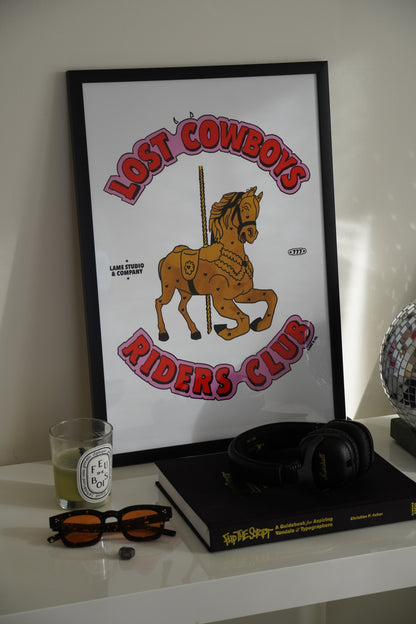 LOST COWBOYS
LAME STUDIO
& COMPANY
777
RIDERS CLUB
FEU
DE
BOIS
Marshall
FLIP THE SCRIPT
A Guidebook for Aspiring
Vandals & Typographers
Christian P. Acker